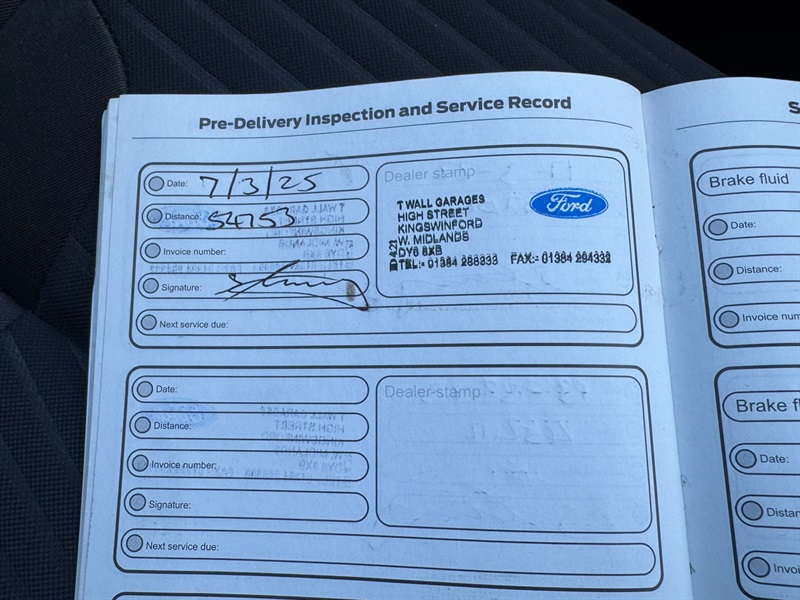 Pre-Delivery Inspection and Service Record
Date: 7/3/25
Distance: 54753
Invoice number:
Signature:
Next service due:
Dealer stamp
T WALL GARAGES
HIGH STREET
KINGSWINFORD
W. MIDLANDS
DY6 8XB
TEL:- 01384 288333 FAX:- 01384 294332
Ford
Date:
Distance:
Invoice number:
Signature:
Next service due:
Dealer stamp
Brake fluid
Date:
Distance:
Invoice num
Brake fl
Date:
Distan
Invoi